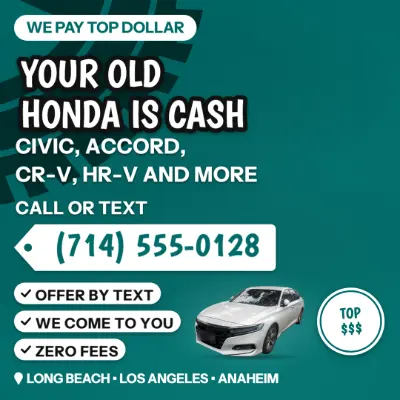 WE PAY TOP DOLLAR
YOUR OLD
HONDA IS CASH
CIVIC, ACCORD,
CR-V, HR-V AND MORE
CALL OR TEXT
(714) 555-0128
OFFER BY TEXT
WE COME TO YOU
ZERO FEES
TOP
$$$
LONG BEACH • LOS ANGELES • ANAHEIM